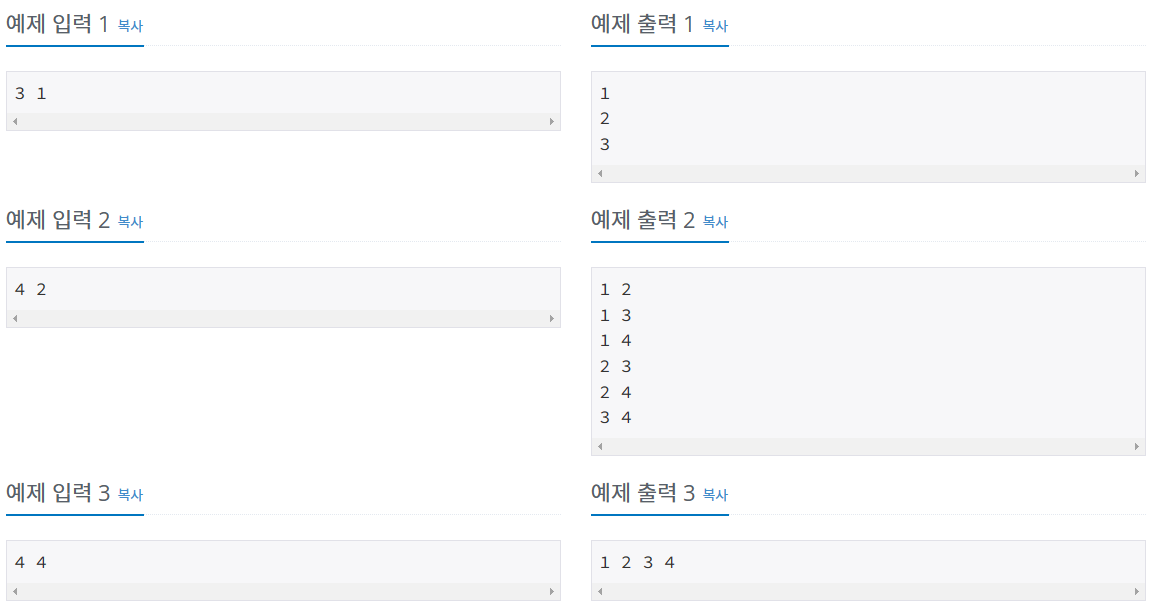 예제 입력 1 복사
3 1
예제 출력 1 복사
1
2
3
예제 입력 2 복사
4 2
예제 출력 2 복사
1 2
1 3
1 4
2 3
2 4
3 4
예제 입력 3 복사
4 4
예제 출력 3 복사
1 2 3 4